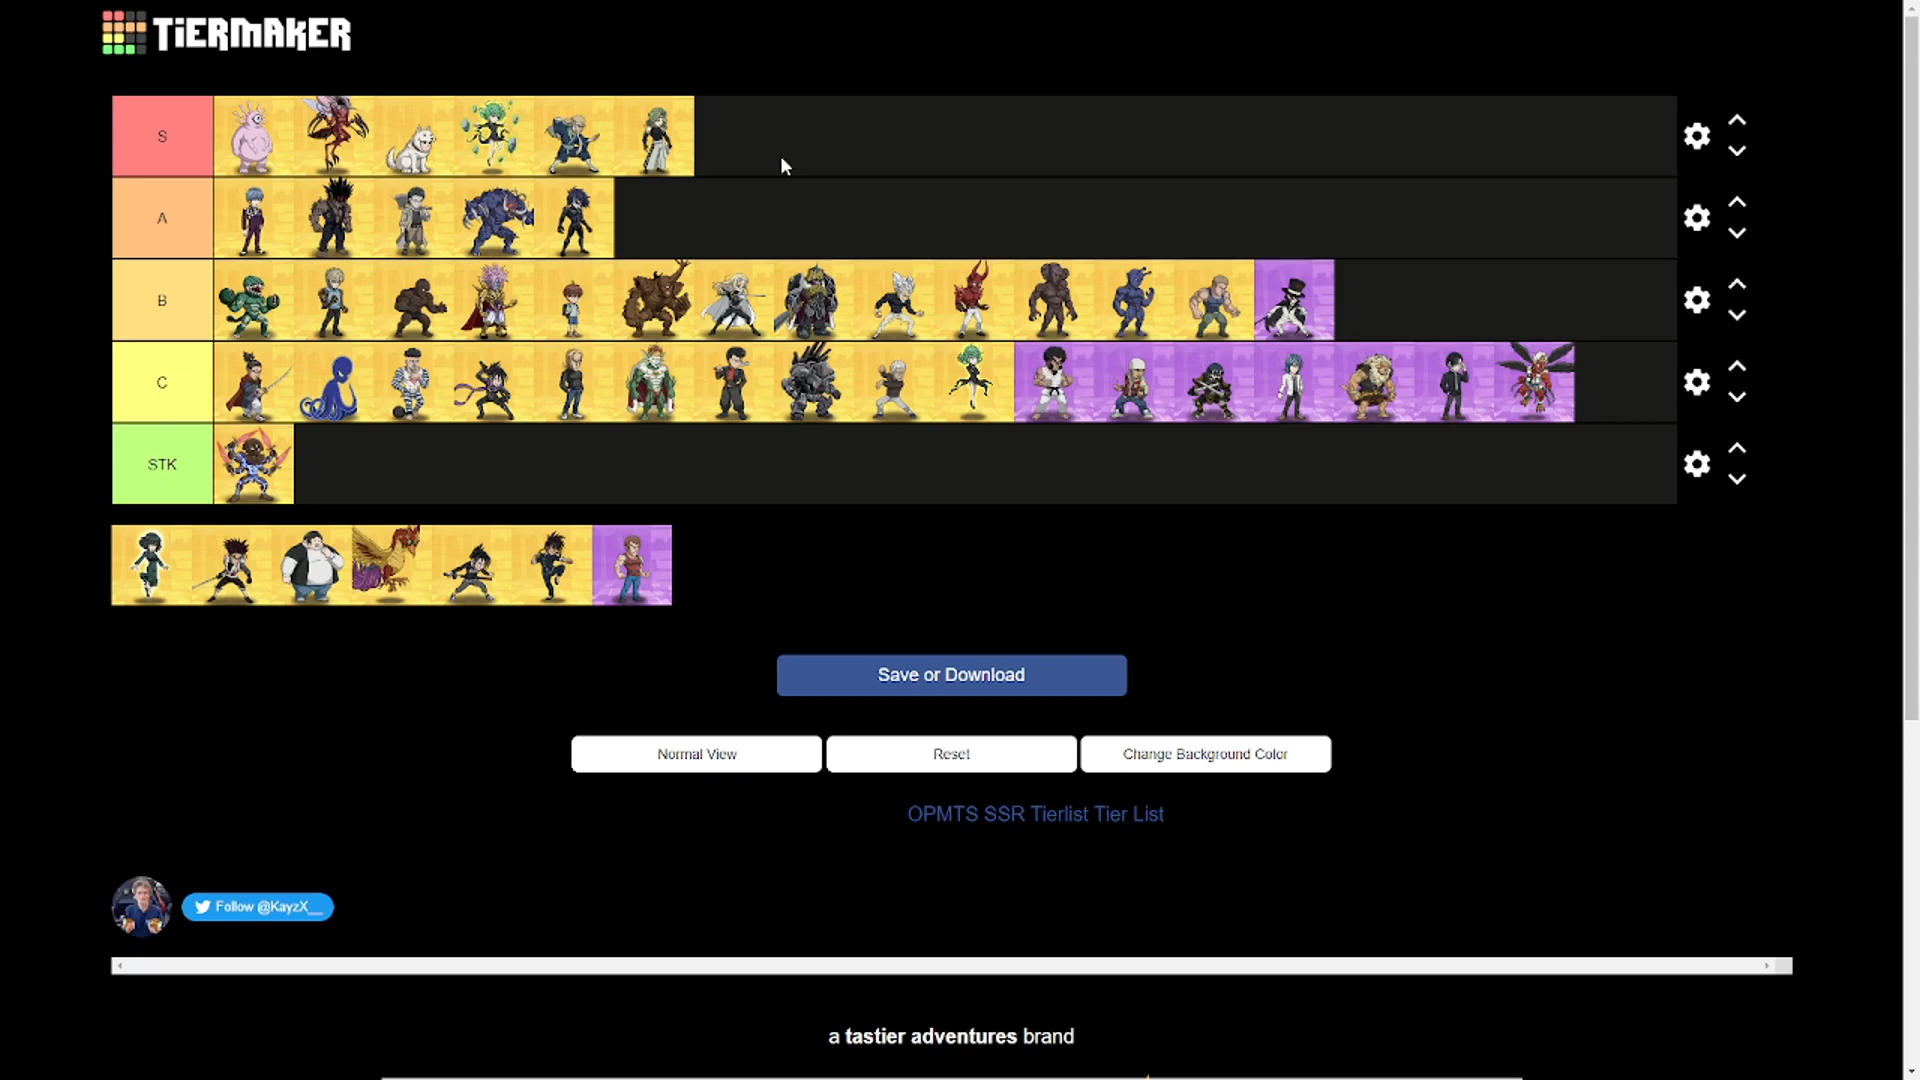 TIERMAKER
S
A
B
C
STK
Save or Download
Normal View
Reset
Change Background Color
OPMTS SSR Tierlist Tier List
Follow @KayzX__
a tastier adventures brand